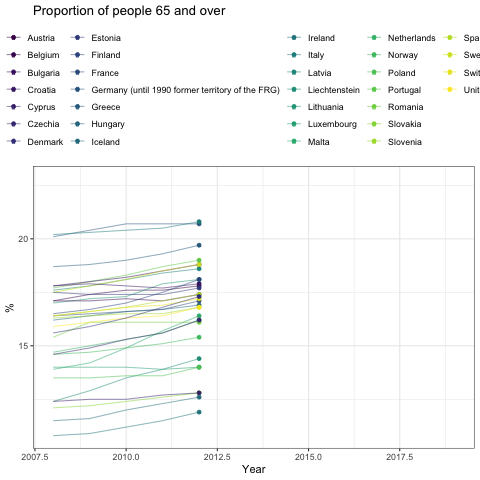 Proportion of people 65 and over
Austria Estonia Ireland Netherlands Spa
Belgium Finland Italy Norway Swe
Bulgaria France Latvia Poland Swit
Croatia Germany (until 1990 former territory of the FRG) Liechtenstein Portugal Unit
Cyprus Greece Lithuania Romania
Czechia Hungary Luxembourg Slovakia
Denmark Iceland Malta Slovenia
20
15
%
2007.5 2010.0 2012.5 2015.0 2017.5
Year